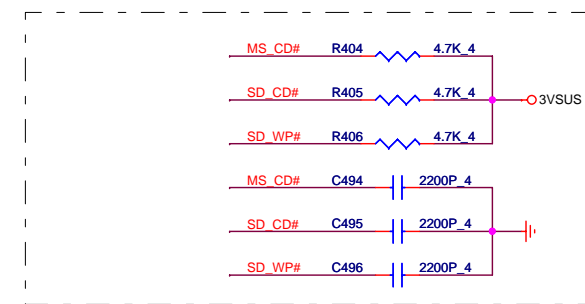 MS_CD# R404 4.7K_4
SD_CD# R405 4.7K_4
3VSUS
SD_WP# R406 4.7K_4
MS_CD# C494 2200P_4
SD_CD# C495 2200P_4
SD_WP# C496 2200P_4